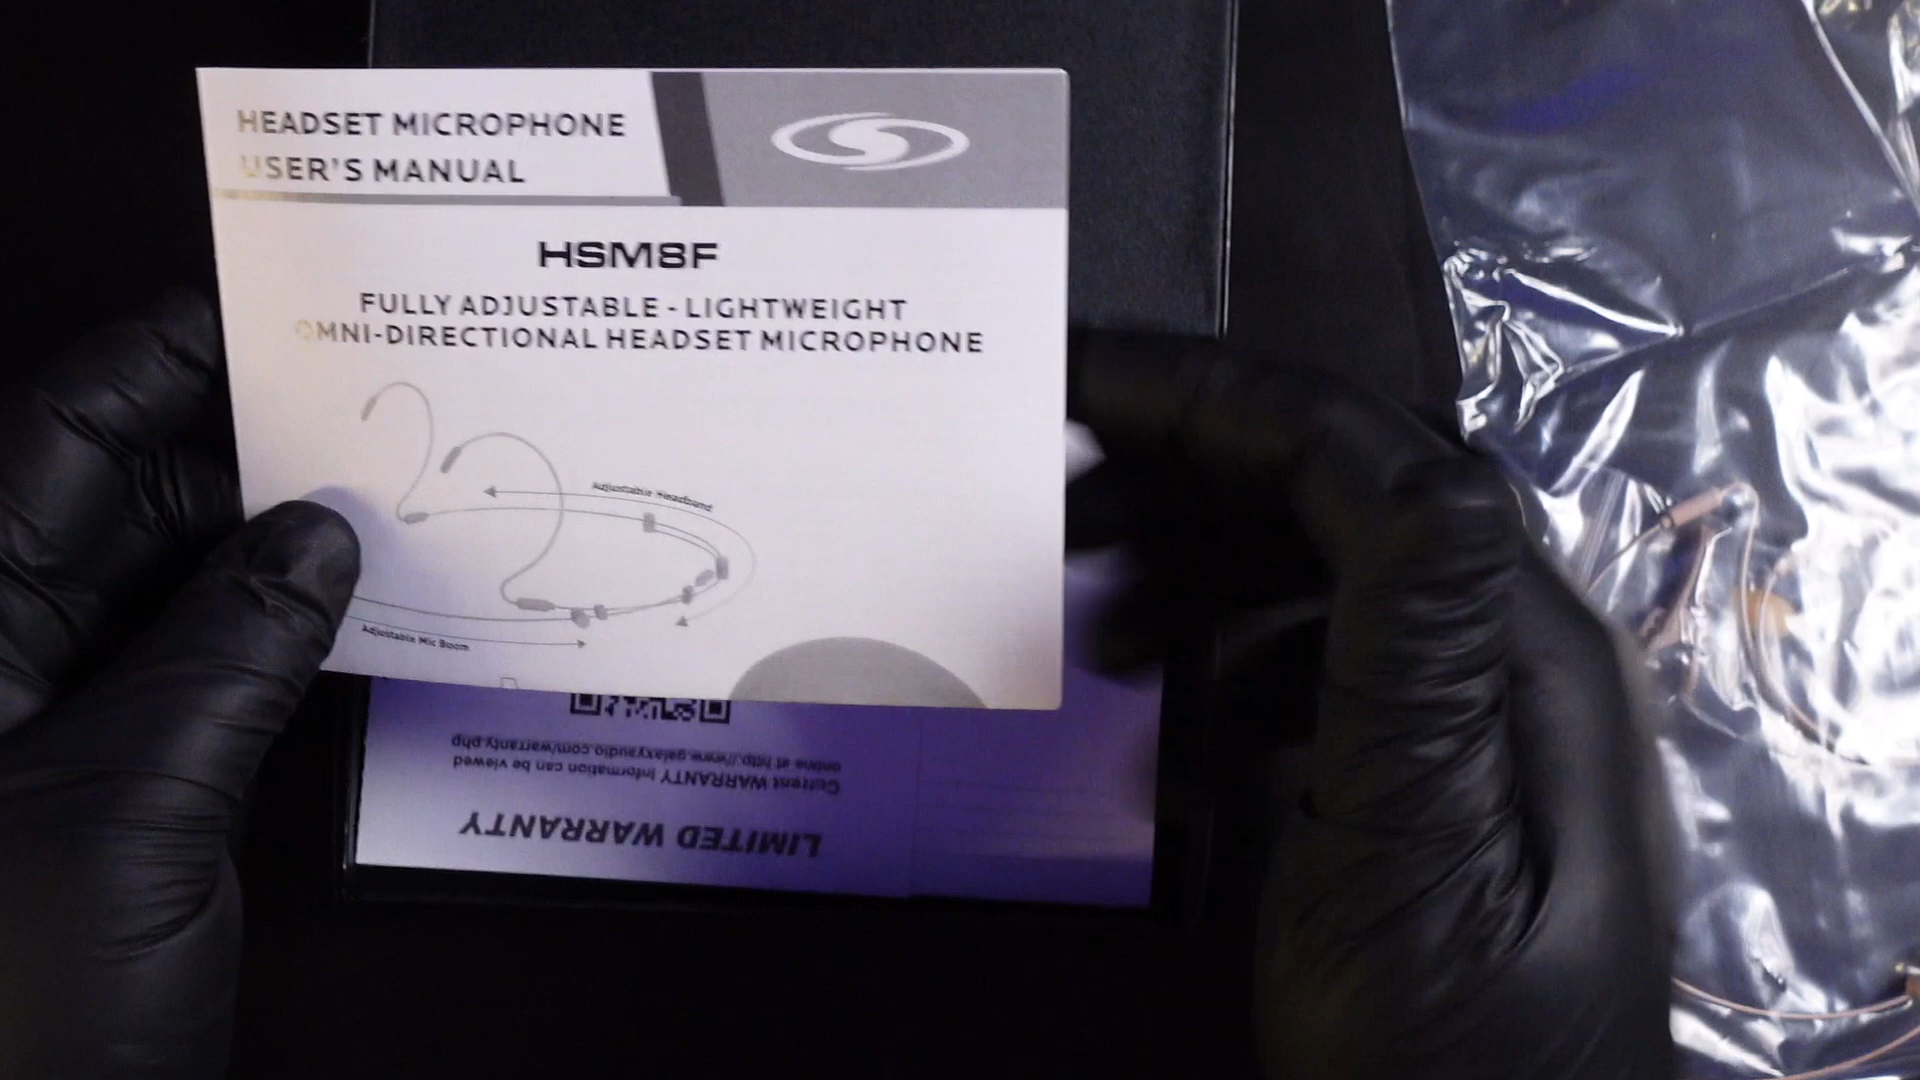 HEADSET MICROPHONE
USER'S MANUAL
HSM8F
FULLY ADJUSTABLE - LIGHTWEIGHT
OMNI-DIRECTIONAL HEADSET MICROPHONE
Adjustable Headband
Adjustable Mic Boom
LIMITED WARRANTY
Current WARRANTY Information can be viewed
online at http://www.galaxyaudio.com/warranty.php